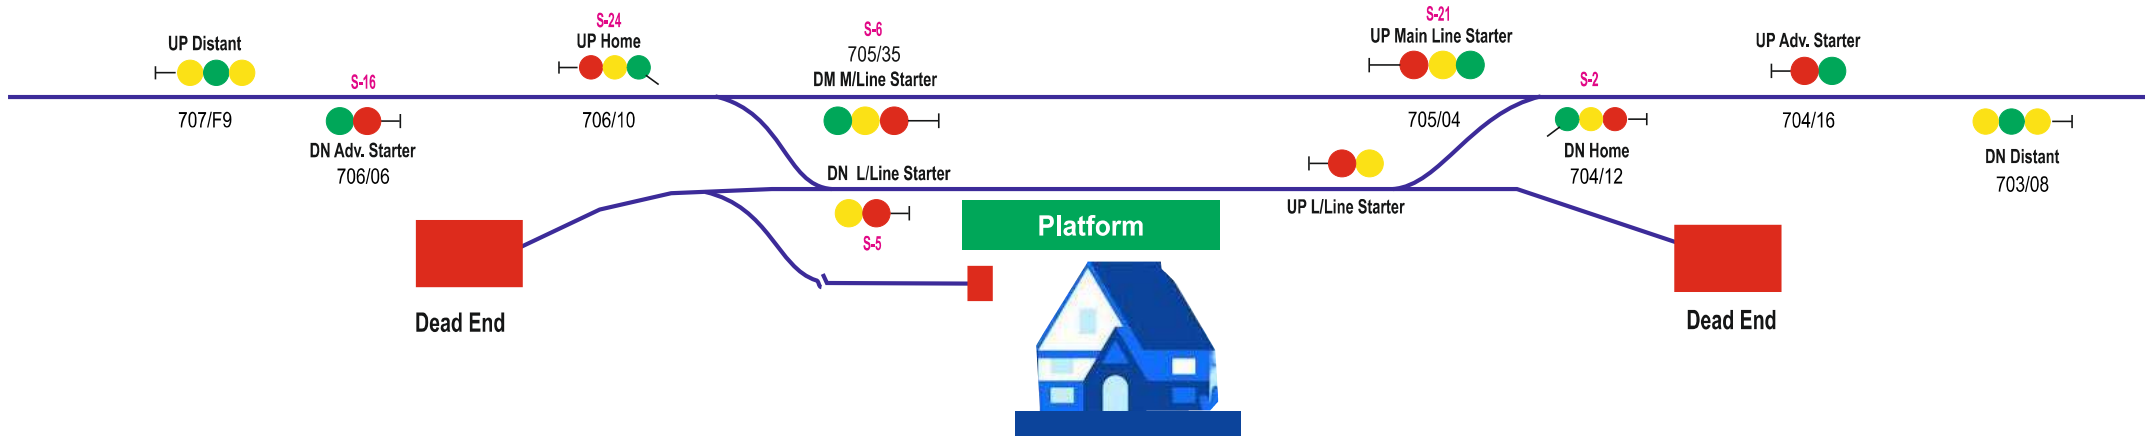 UP Distant
707/F9
S-16
DN Adv. Starter
706/06
S-24
UP Home
706/10
S-6
705/35
DM M/Line Starter
DN L/Line Starter
S-5
Platform
S-21
UP Main Line Starter
705/04
UP L/Line Starter
S-2
DN Home
704/12
UP Adv. Starter
704/16
DN Distant
703/08
Dead End
Dead End